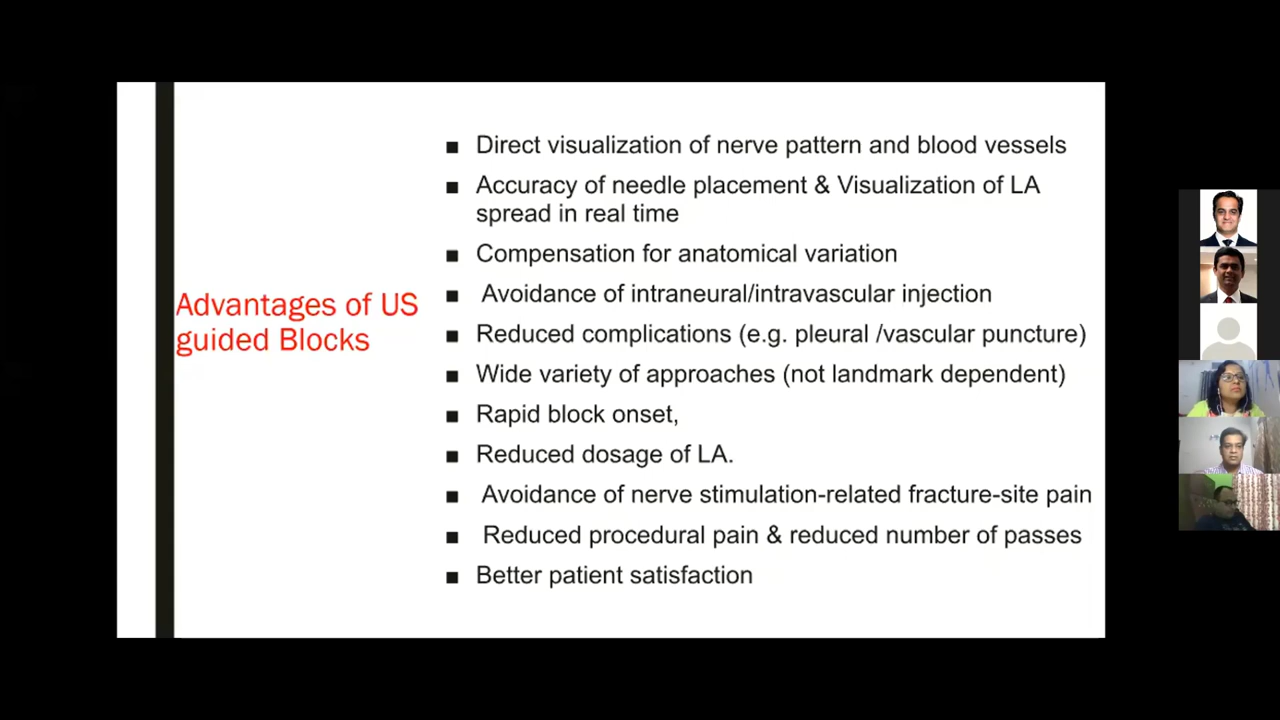 Advantages of US
guided Blocks
■ Direct visualization of nerve pattern and blood vessels
■ Accuracy of needle placement & Visualization of LA
spread in real time
■ Compensation for anatomical variation
■ Avoidance of intraneural/intravascular injection
■ Reduced complications (e.g. pleural /vascular puncture)
■ Wide variety of approaches (not landmark dependent)
■ Rapid block onset,
■ Reduced dosage of LA.
■ Avoidance of nerve stimulation-related fracture-site pain
■ Reduced procedural pain & reduced number of passes
■ Better patient satisfaction